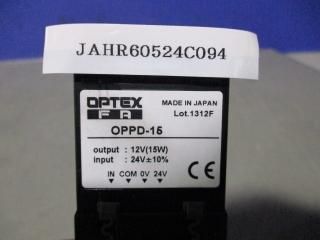 JAHR60524C094
OPTEX
FA
MADE IN JAPAN
Lot.1312F
OPPD-15
output : 12V(15W)
input : 24V±10%
IN COM 0V 24V
CE